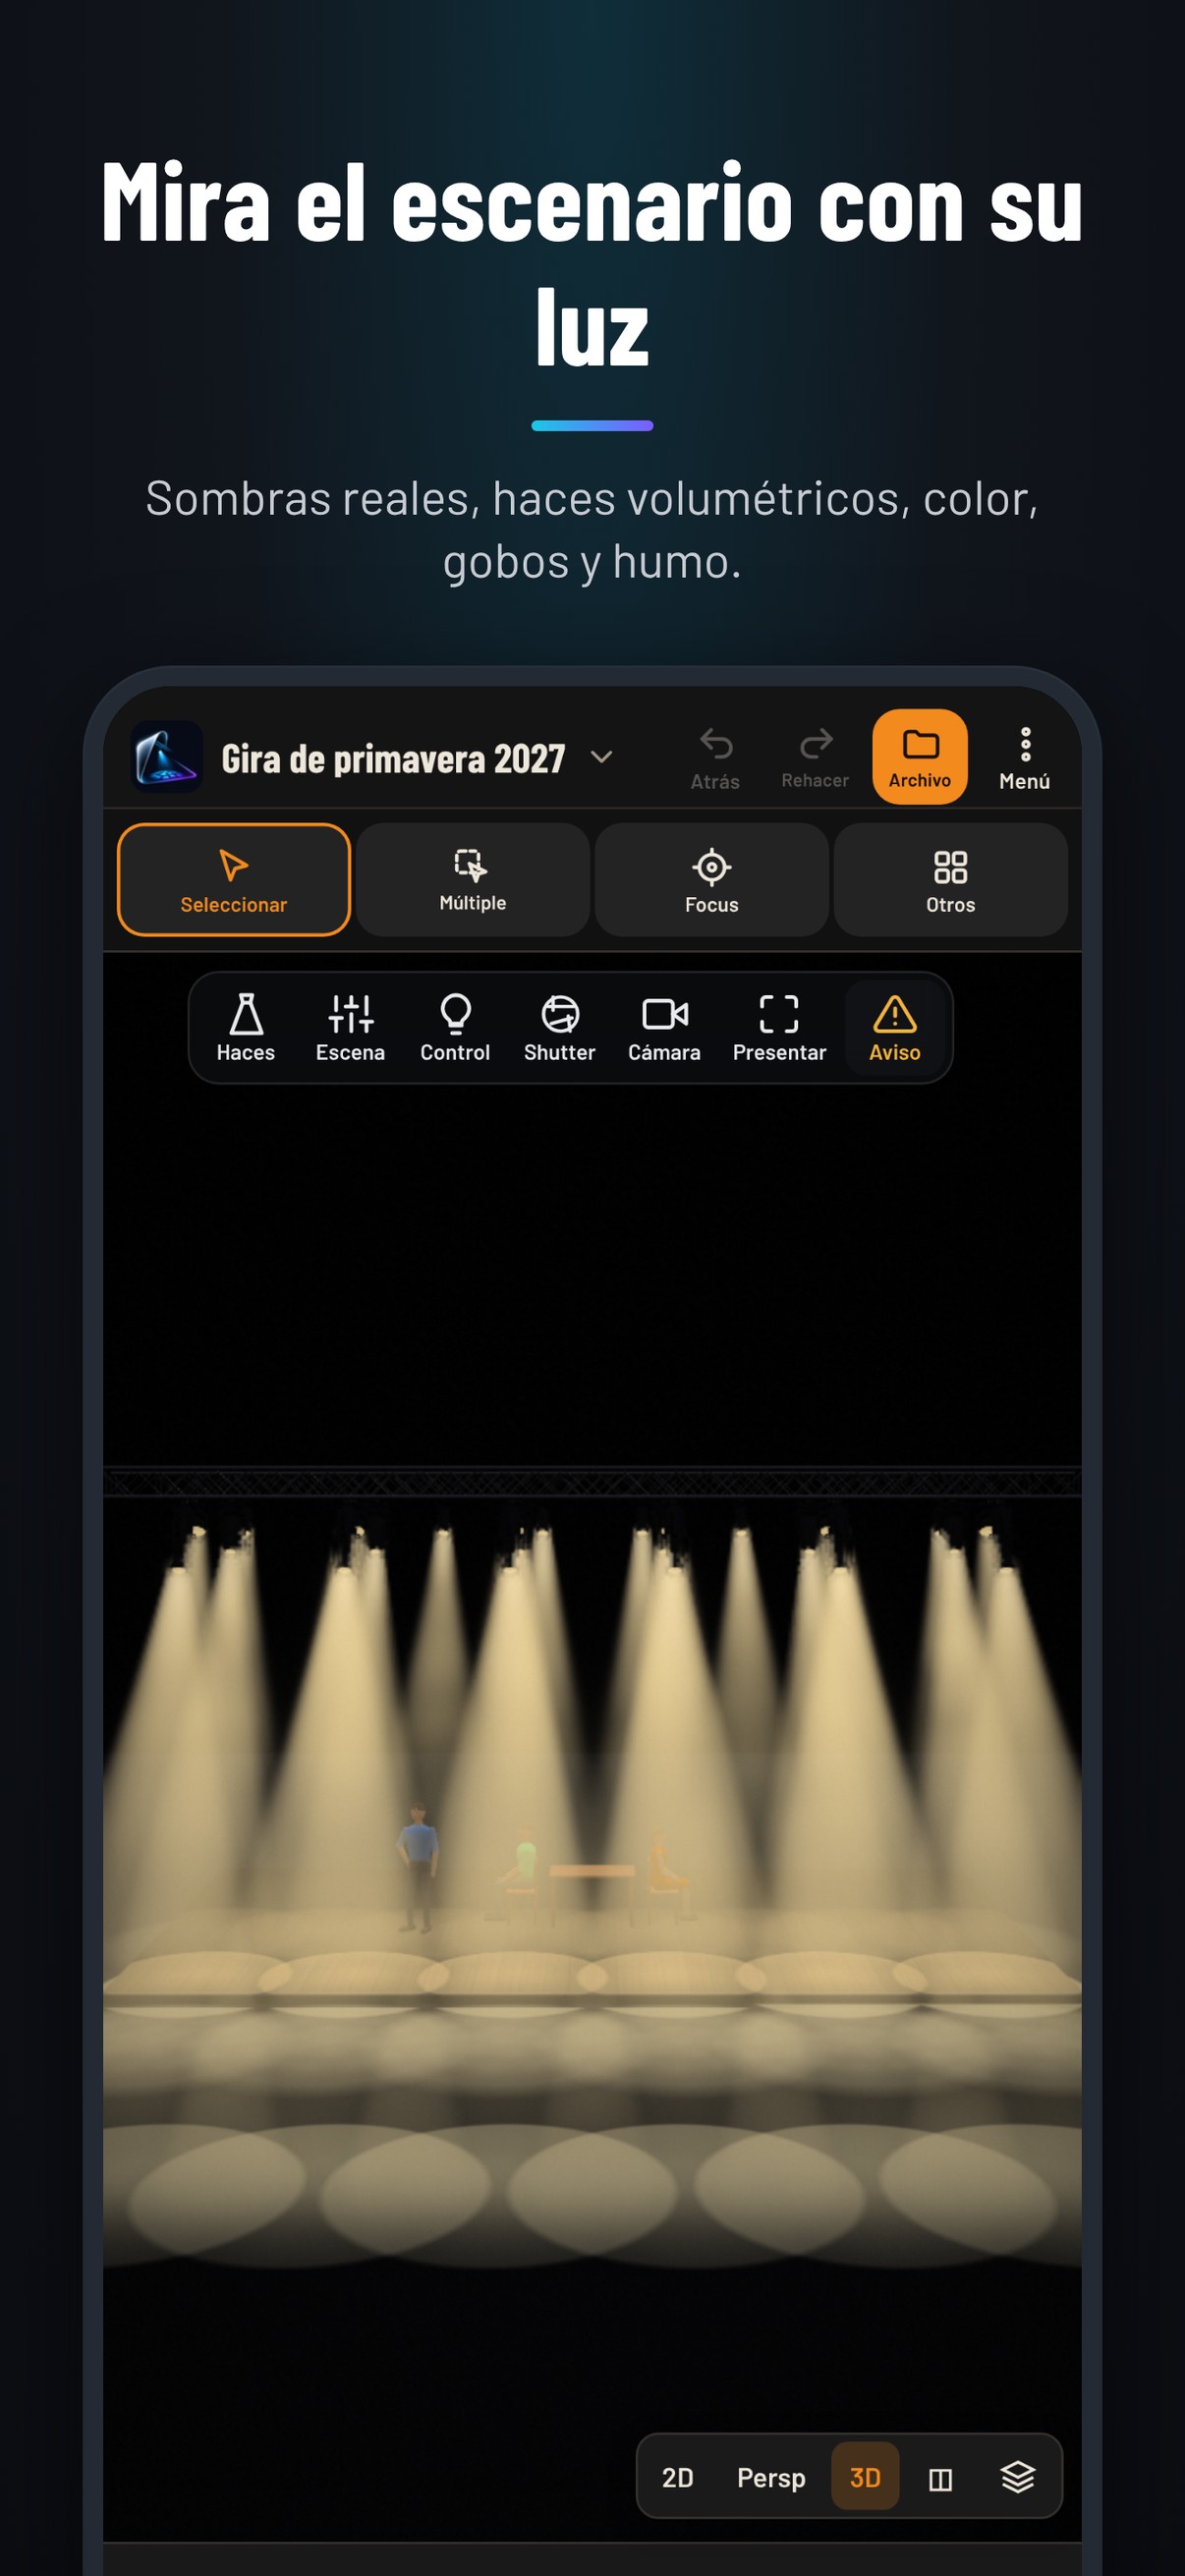 Mira el escenario con su
luz
Sombras reales, haces volumétricos, color,
gobos y humo.
Gira de primavera 2027
Atrás
Rehacer
Archivo
Menú
Seleccionar
Múltiple
Focus
Otros
Haces
Escena
Control
Shutter
Cámara
Presentar
Aviso
2D
Persp
3D